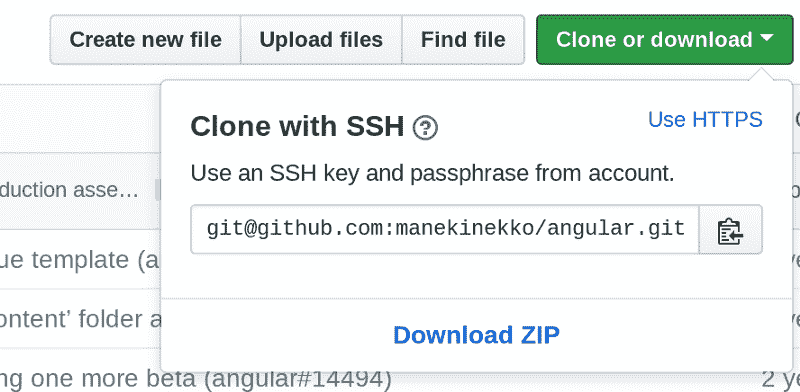 Create new file Upload files Find file Clone or download
Clone with SSH ?
Use HTTPS
Use an SSH key and passphrase from account.
duction asse…
git@github.com:manekinekko/angular.git
ue template (a
ontent’ folder a
Download ZIP
ng one more beta (angular#14494)
2 ye